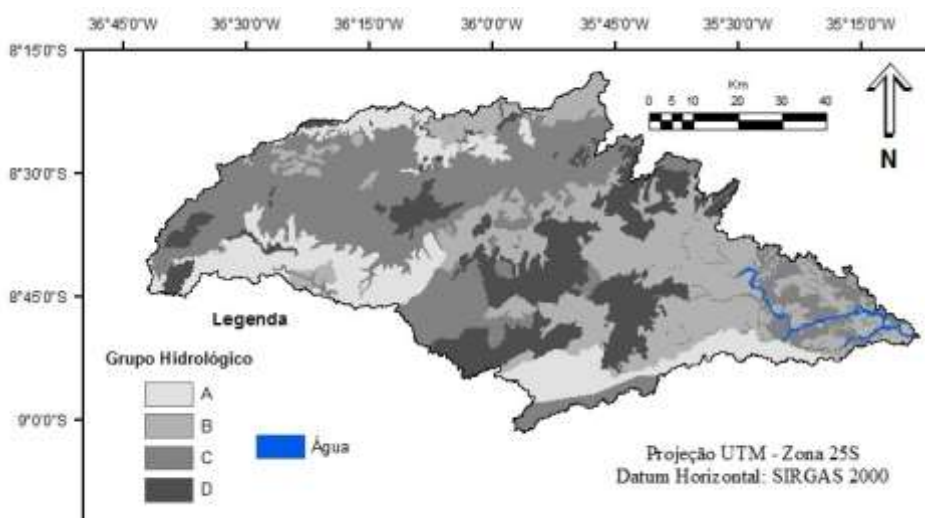 36°45'0"W 36°30'0"W 36°15'0"W 36°0'0"W 35°45'0"W 35°30'0"W 35°15'0"W
8°15'0"S
Km
0 5 10 20 30 40
N
8°30'0"S
8°45'0"S
Legenda
Grupo Hidrológico
A
B
Água
C
D
9°0'0"S
Projeção UTM - Zona 25S
Datum Horizontal: SIRGAS 2000